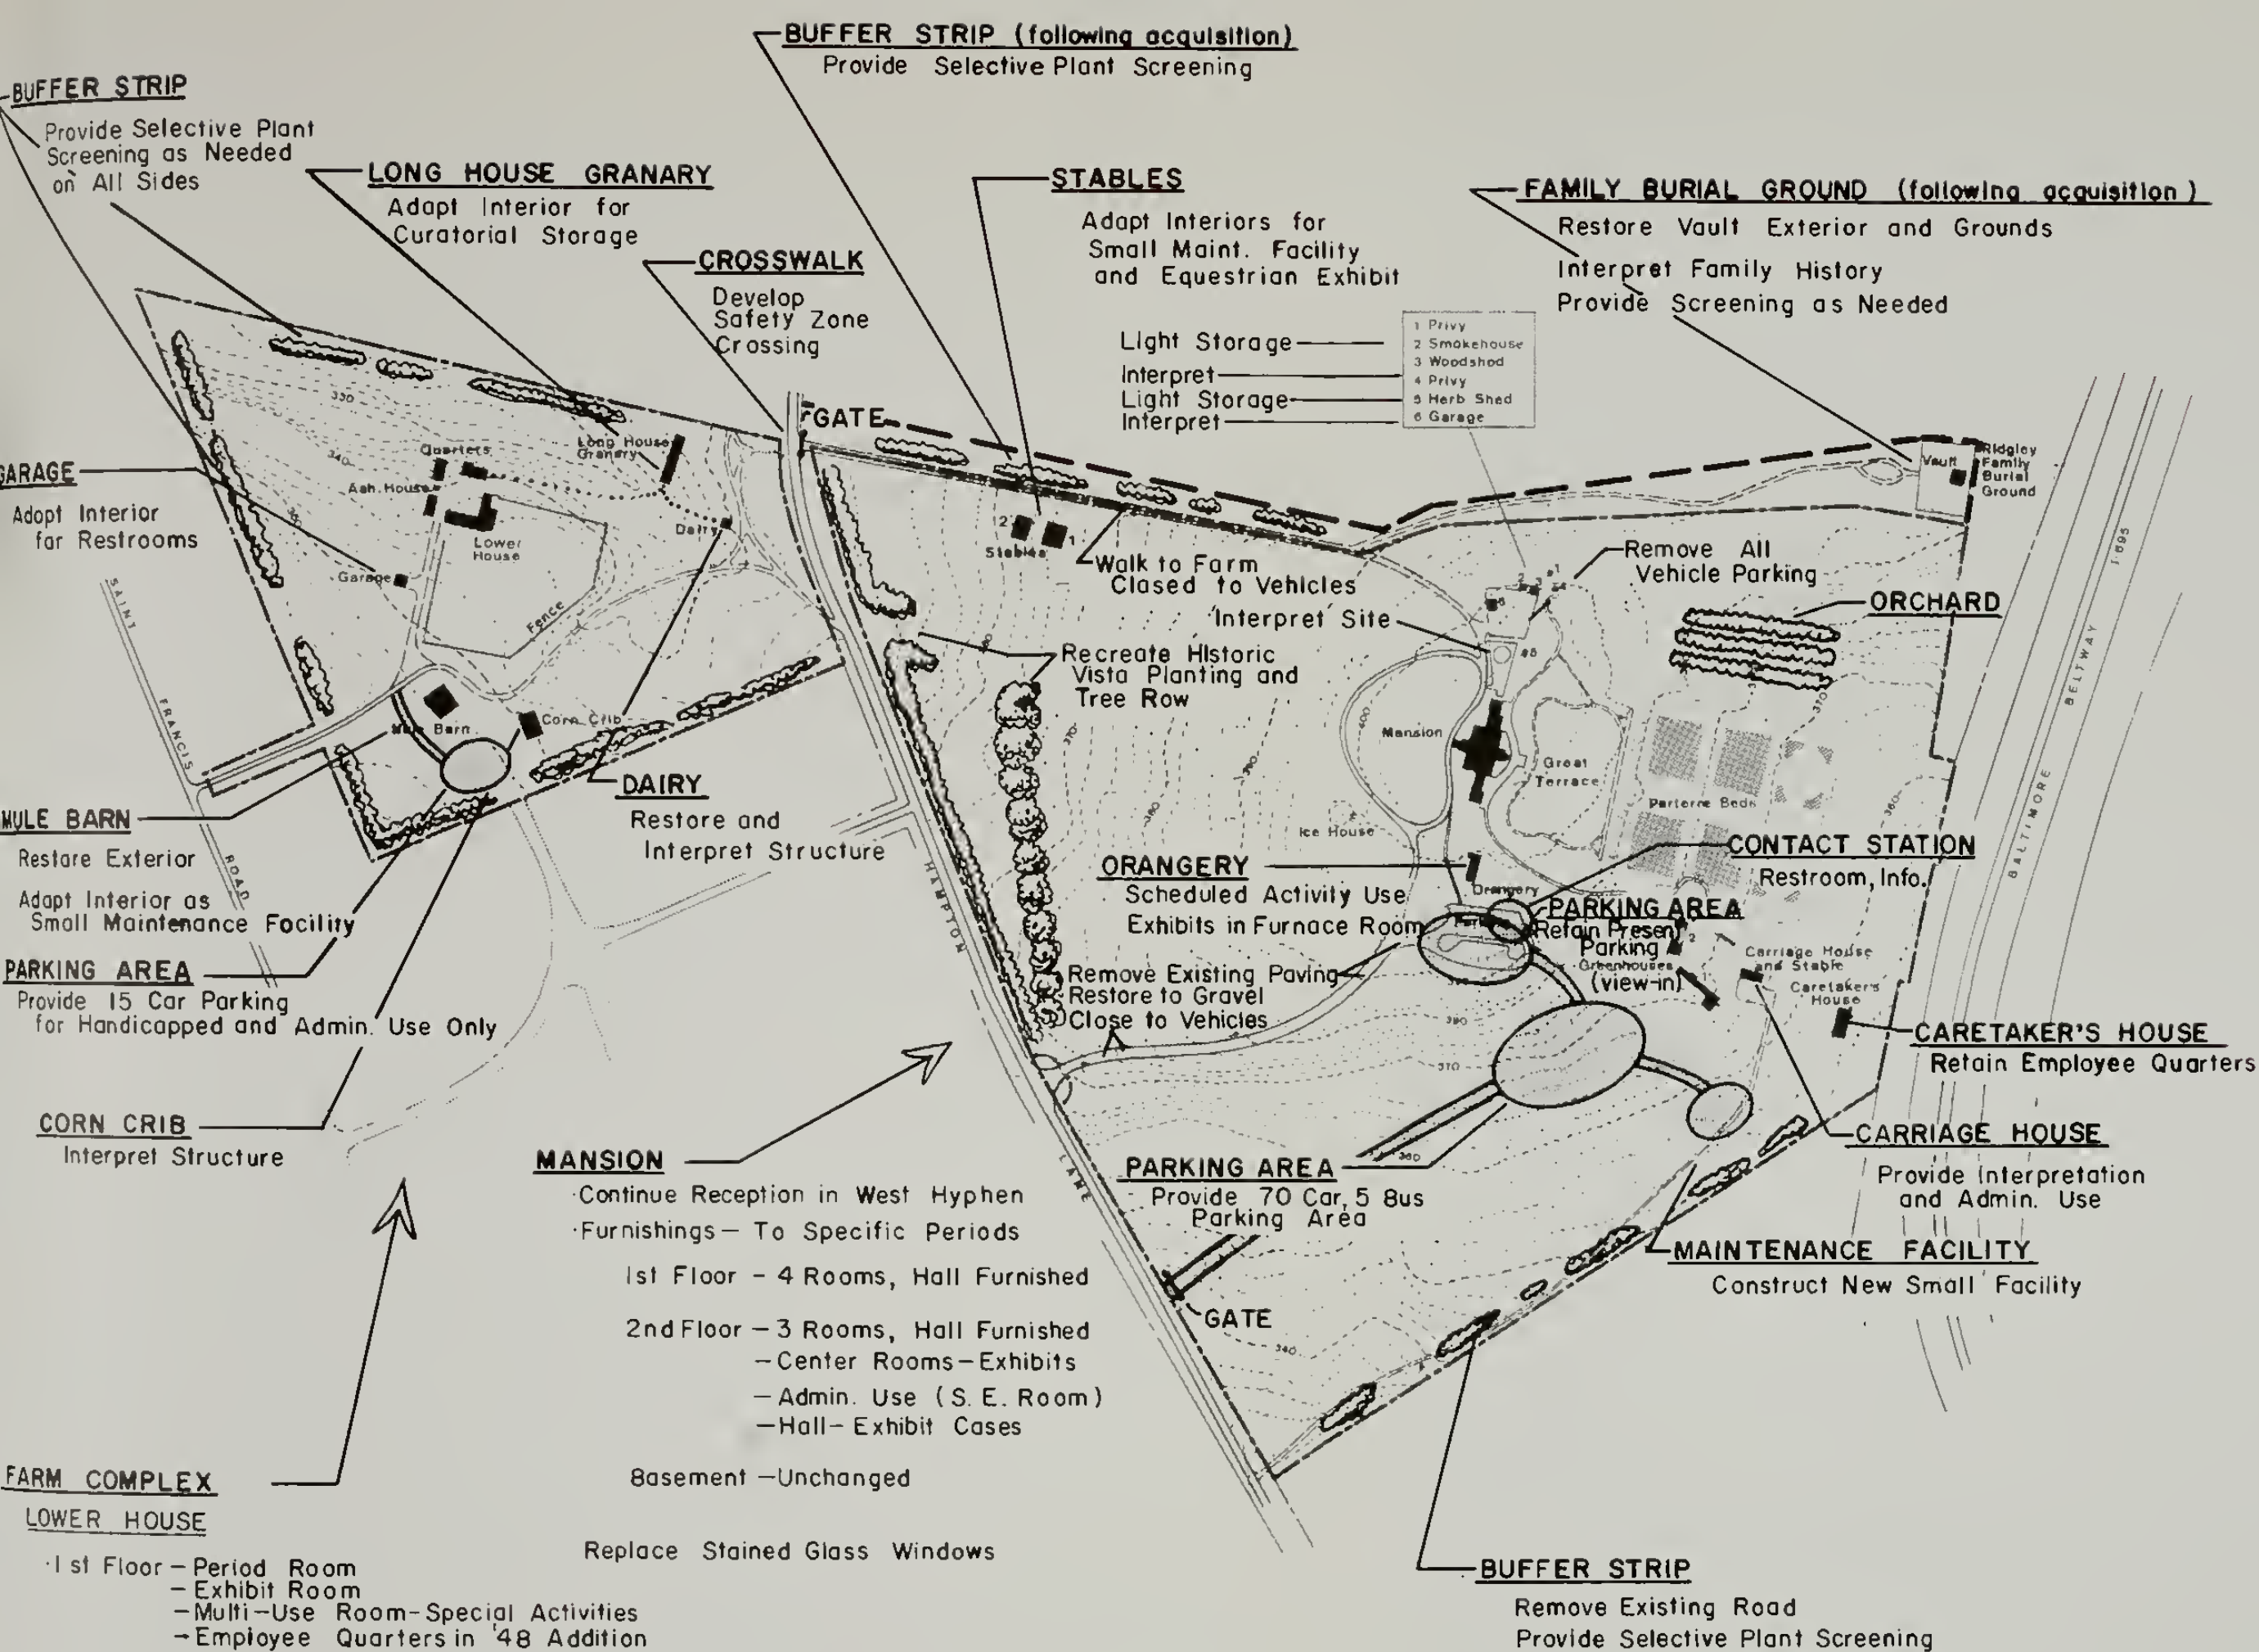 BUFFER STRIP (following acquisition)
Provide Selective Plant Screening
BUFFER STRIP
Provide Selective Plant
Screening as Needed
on All Sides
LONG HOUSE GRANARY
Adapt Interior for
Curatorial Storage
CROSSWALK
Develop
Safety Zone
Crossing
STABLES
Adapt Interiors for
Small Maint. Facility
and Equestrian Exhibit
FAMILY BURIAL GROUND (following acquisition)
Restore Vault Exterior and Grounds
Interpret Family History
Provide Screening as Needed
Light Storage
Interpret
Light Storage
Interpret
1 Privy
2 Smokehouse
3 Woodshed
4 Privy
5 Herb Shed
6 Garage
GATE
330
340
Quarters
Long House
Granary
Ash House
Lower
House
Dairy
Garage
Fence
GARAGE
Adopt Interior
for Restrooms
2
1
Stables
Vault
Ridgley
Family
Burial
Ground
Walk to Farm
Closed to Vehicles
Remove All
Vehicle Parking
'Interpret' Site
ORCHARD
Recreate Historic
Vista Planting and
Tree Row
SAINT
FRANCIS
ROAD
Mule Barn
Corn Crib
400
Mansion
Great
Terrace
Parterre Beds
Ice House
370
380
390
BALTIMORE
BELTWAY
I 695
DAIRY
Restore and
Interpret Structure
MULE BARN
Restore Exterior
Adapt Interior as
Small Maintenance Facility
PARKING AREA
Provide 15 Car Parking
for Handicapped and Admin. Use Only
CORN CRIB
Interpret Structure
HAMPTON
LANE
ORANGERY
Scheduled Activity Use
Exhibits in Furnace Room
Orangery
CONTACT STATION
Restroom, Info.
PARKING AREA
Retain Present
Parking
Greenhouses
(view-in)
Carriage House
and Stable
Caretaker's
House
Remove Existing Paving
Restore to Gravel
Close to Vehicles
380
370
360
340
CARETAKER'S HOUSE
Retain Employee Quarters
CARRIAGE HOUSE
Provide Interpretation
and Admin. Use
MAINTENANCE FACILITY
Construct New Small Facility
PARKING AREA
Provide 70 Car, 5 Bus
Parking Area
GATE
MANSION
·Continue Reception in West Hyphen
·Furnishings – To Specific Periods
1st Floor – 4 Rooms, Hall Furnished
2nd Floor – 3 Rooms, Hall Furnished
– Center Rooms – Exhibits
– Admin. Use (S. E. Room)
– Hall – Exhibit Cases
Basement – Unchanged
Replace Stained Glass Windows
FARM COMPLEX
LOWER HOUSE
·1st Floor – Period Room
– Exhibit Room
– Multi-Use Room-Special Activities
– Employee Quarters in '48 Addition
BUFFER STRIP
Remove Existing Road
Provide Selective Plant Screening